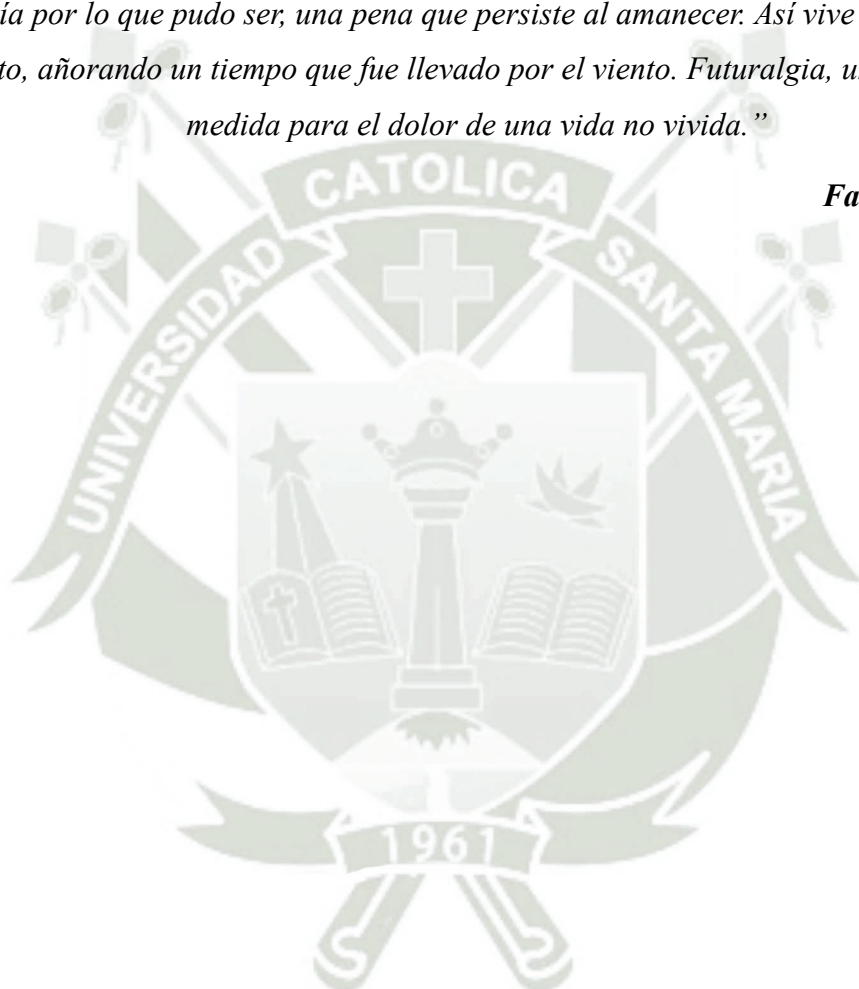 ía por lo que pudo ser, una pena que persiste al amanecer. Así vive
to, añorando un tiempo que fue llevado por el viento. Futuralgia, u
medida para el dolor de una vida no vivida.”
Fa
UNIVERSIDAD CATOLICA SANTA MARIA
1961